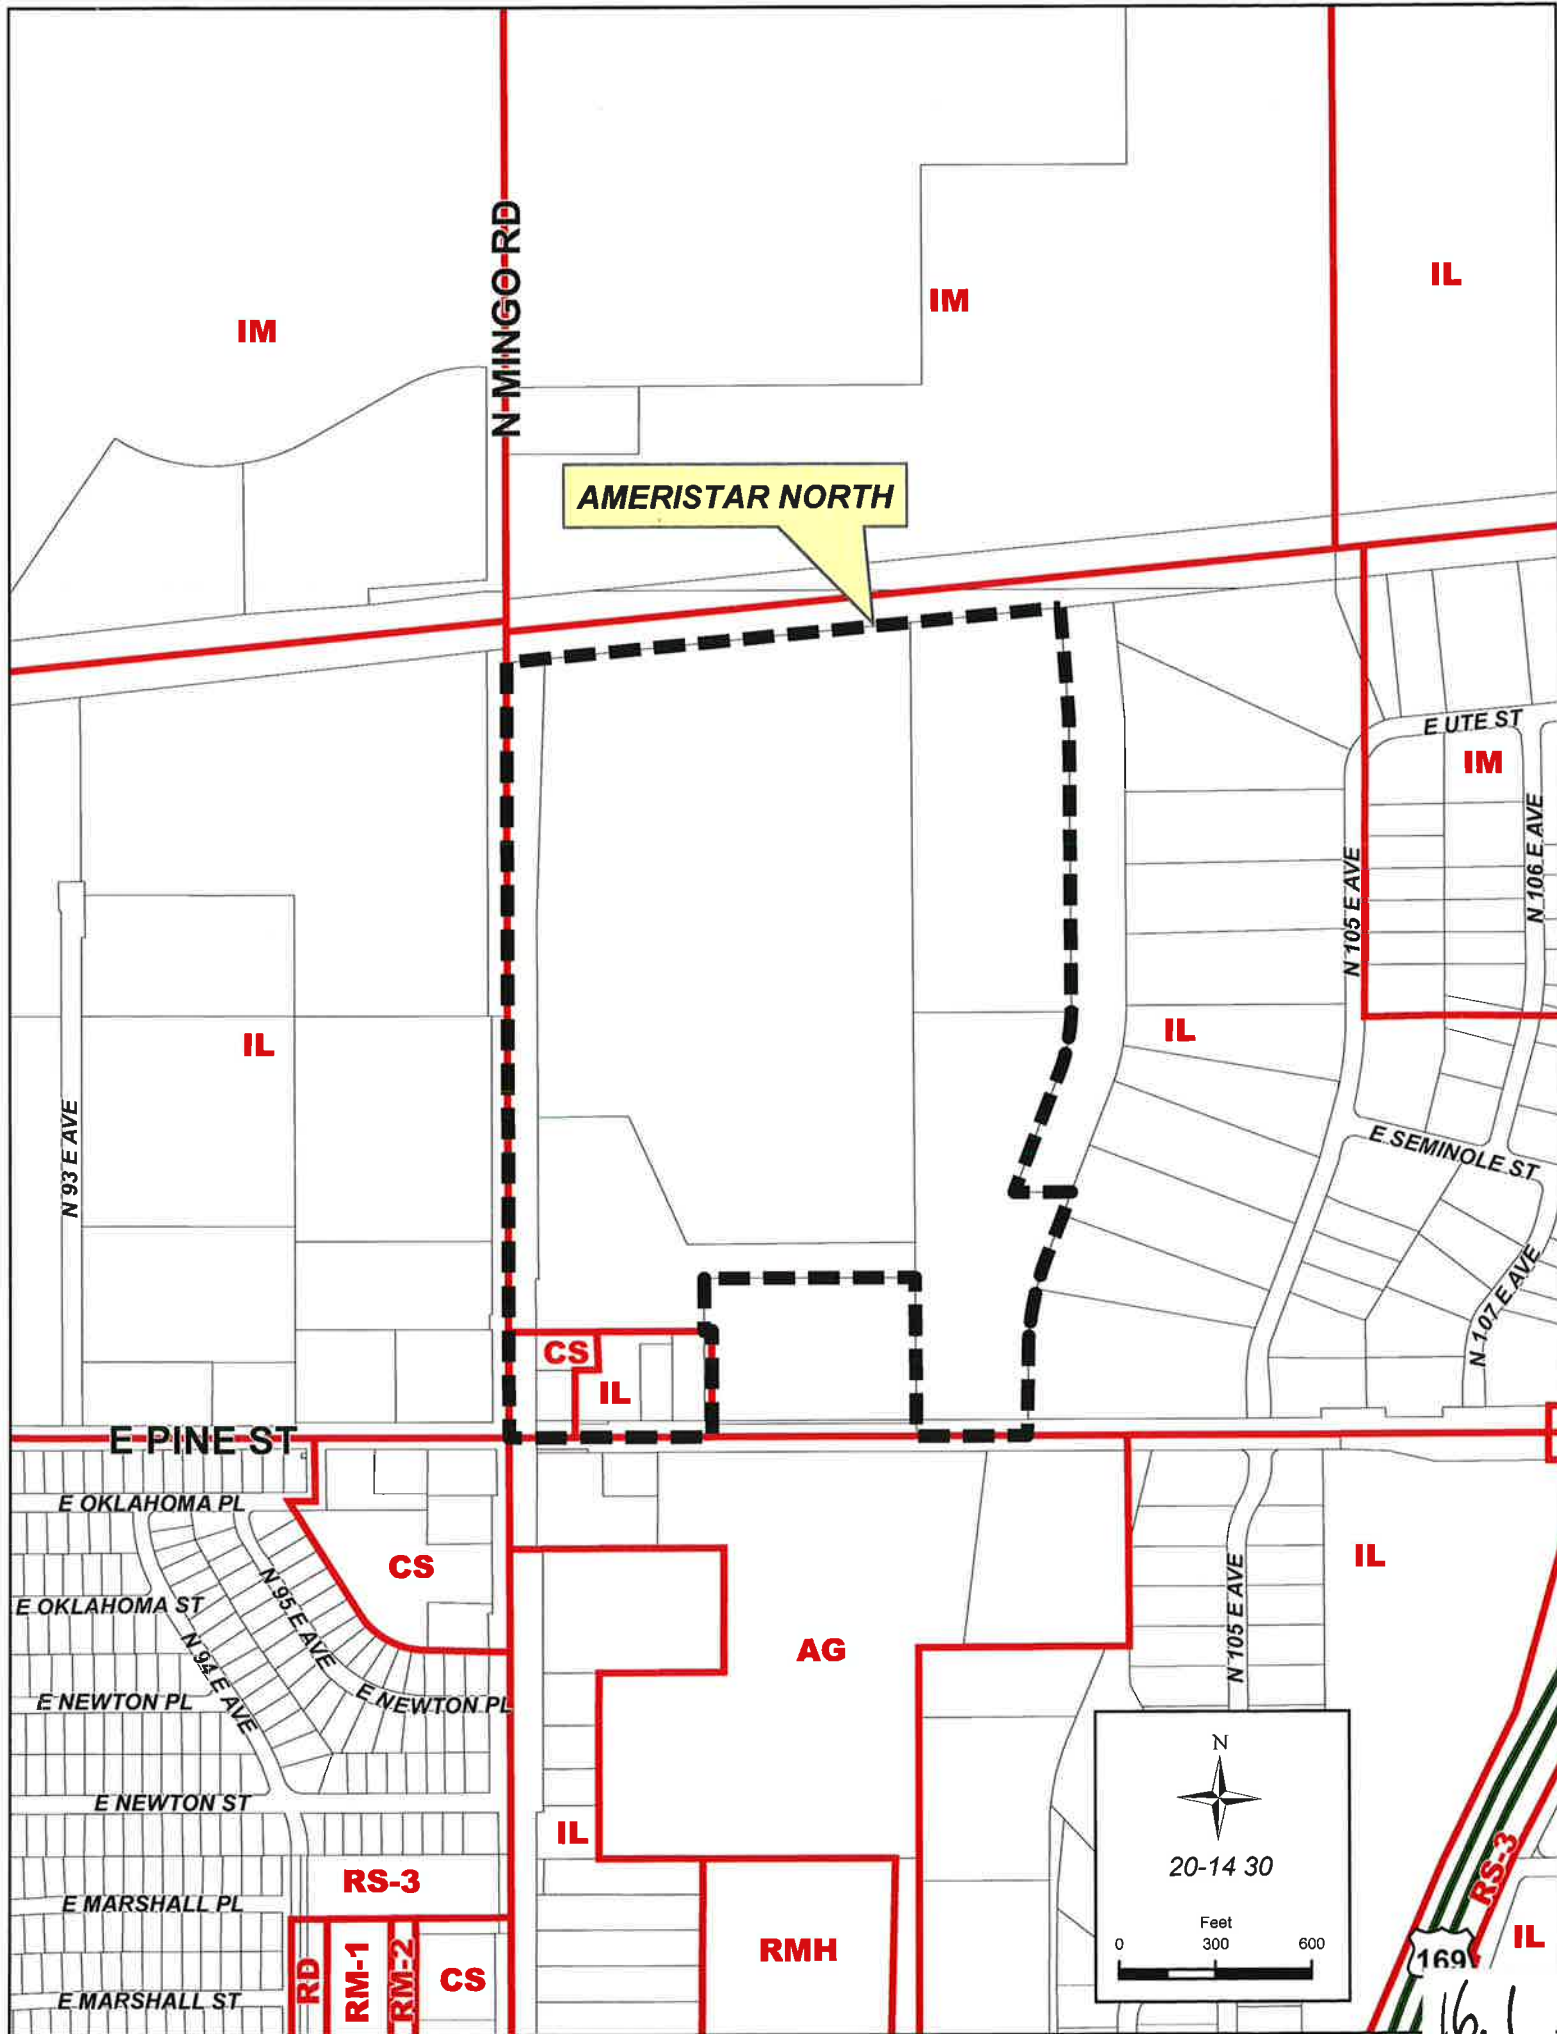 N MINGO RD
IM
IM
IL
AMERISTAR NORTH
E UTE ST
IM
N 105 E AVE
N 106 E AVE
IL
IL
N 93 E AVE
E SEMINOLE ST
N 107 E AVE
CS
IL
E PINE ST
E OKLAHOMA PL
CS
IL
N 95 E AVE
N 105 E AVE
E OKLAHOMA ST
N 94 E AVE
AG
E NEWTON PL
E NEWTON PL
N
E NEWTON ST
IL
20-14 30
RS-3
RS-3
E MARSHALL PL
Feet
0 300 600
RMH
IL
169
RD
RM-1
RM-2
CS
E MARSHALL ST
16.1